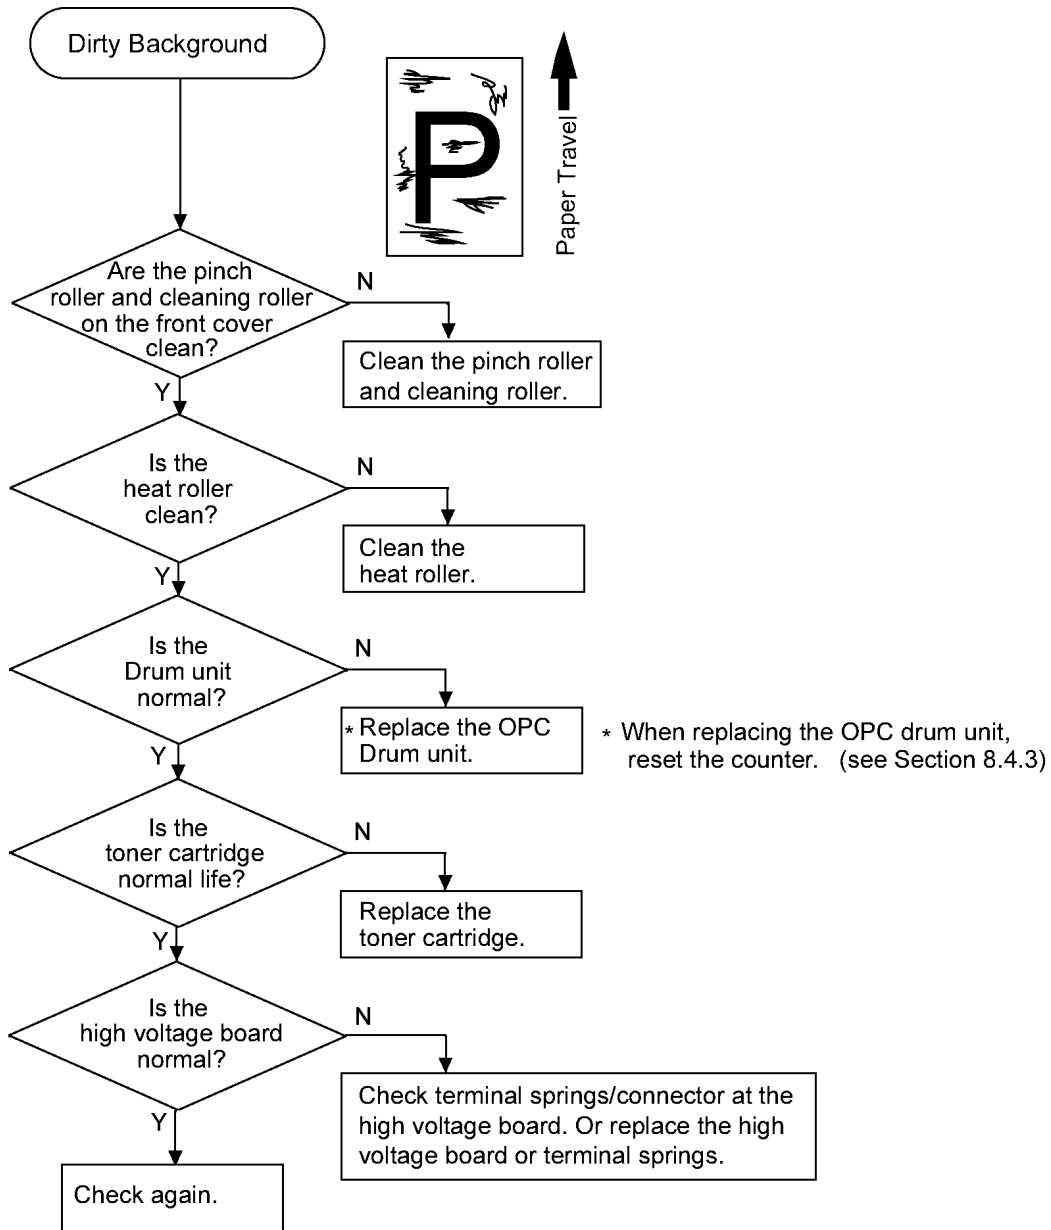 Dirty Background
P
Paper Travel
Are the pinch
roller and cleaning roller
on the front cover
clean?
N
Clean the pinch roller
and cleaning roller.
Y
Is the
heat roller
clean?
N
Clean the
heat roller.
Y
Is the
Drum unit
normal?
N
* Replace the OPC
Drum unit.
* When replacing the OPC drum unit,
reset the counter. (see Section 8.4.3)
Y
Is the
toner cartridge
normal life?
N
Replace the
toner cartridge.
Y
Is the
high voltage board
normal?
N
Check terminal springs/connector at the
high voltage board. Or replace the high
voltage board or terminal springs.
Y
Check again.